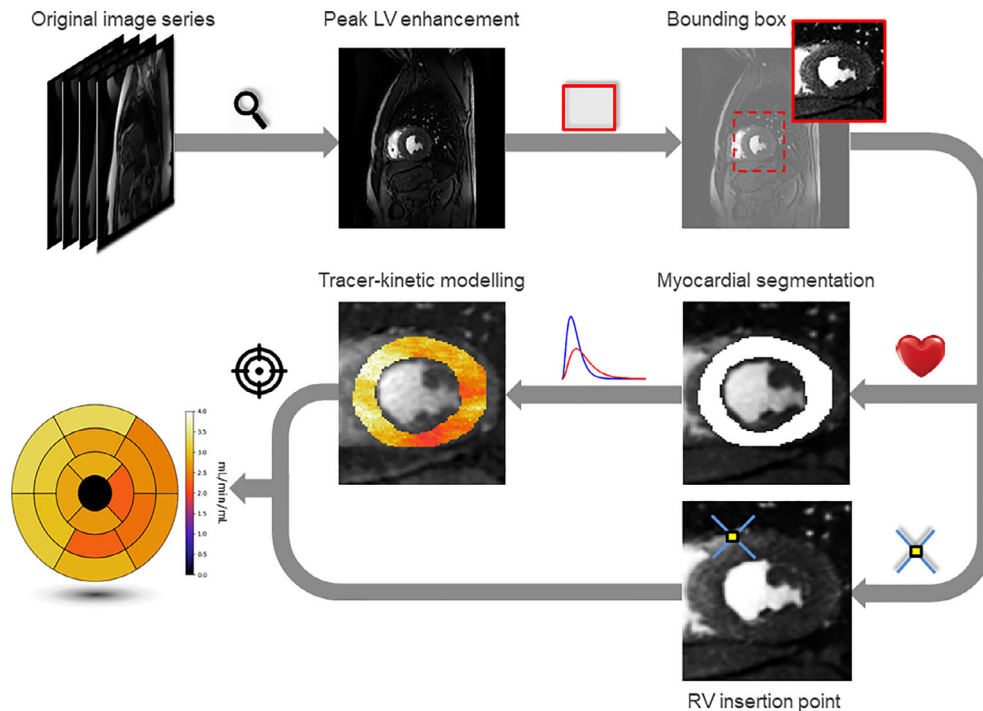 Original image series
Peak LV enhancement
Bounding box
Tracer-kinetic modelling
Myocardial segmentation
4.0
3.5
3.0
2.5
2.0
1.5
1.0
0.5
0.0
mL/min/mL
RV insertion point